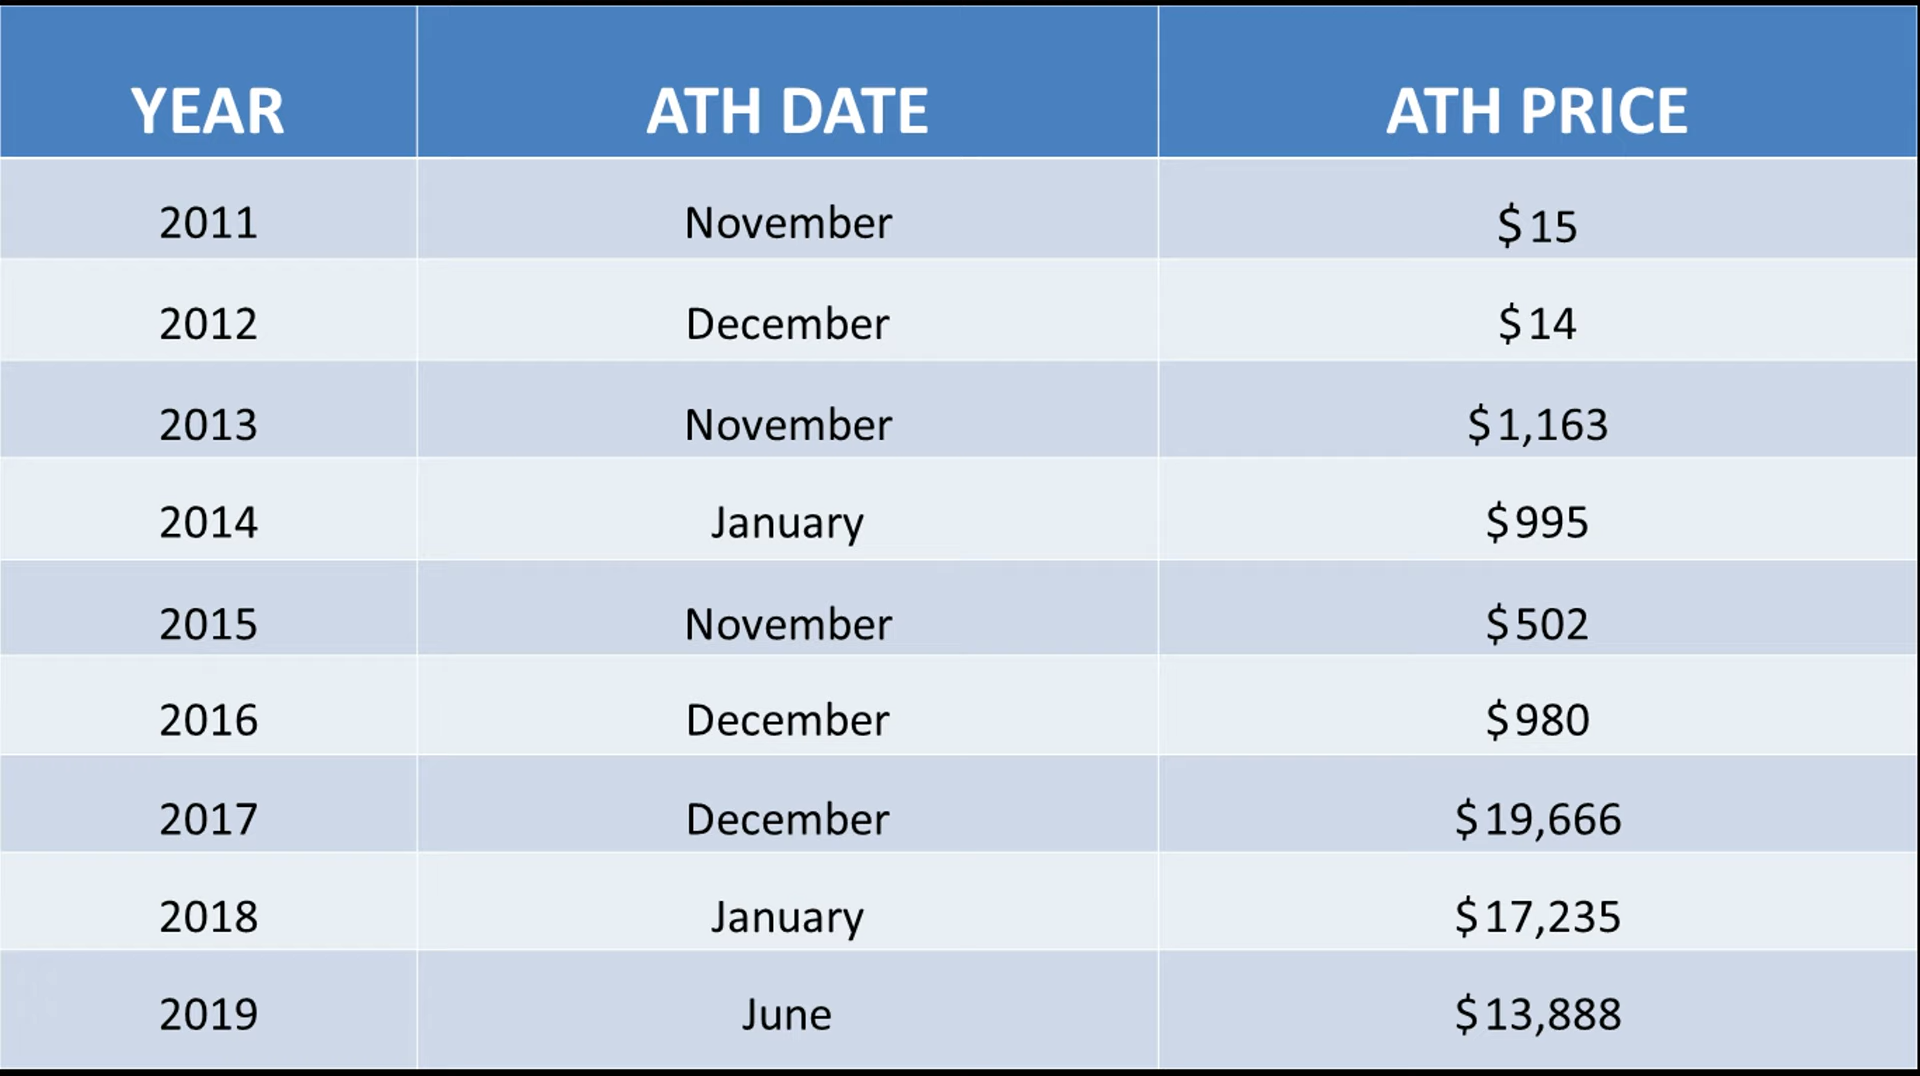 YEAR ATH DATE ATH PRICE
2011 November $15
2012 December $14
2013 November $1,163
2014 January $995
2015 November $502
2016 December $980
2017 December $19,666
2018 January $17,235
2019 June $13,888